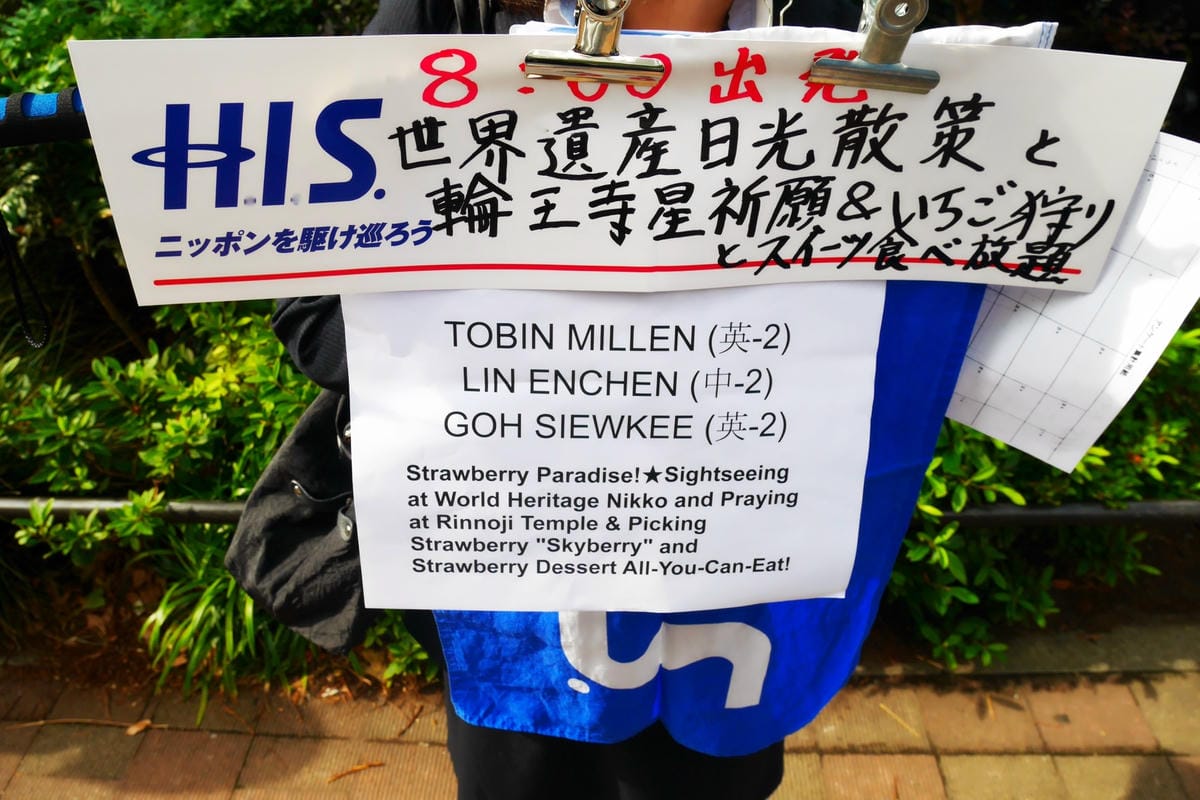 8:00 出発
H.I.S.
ニッポンを駆け巡ろう
世界遺産日光散策と
輪王寺星祈願&いちご狩り
とスイーツ食べ放題
TOBIN MILLEN (英-2)
LIN ENCHEN (中-2)
GOH SIEWKEE (英-2)
Strawberry Paradise!★Sightseeing
at World Heritage Nikko and Praying
at Rinnoji Temple & Picking
Strawberry "Skyberry" and
Strawberry Dessert All-You-Can-Eat!